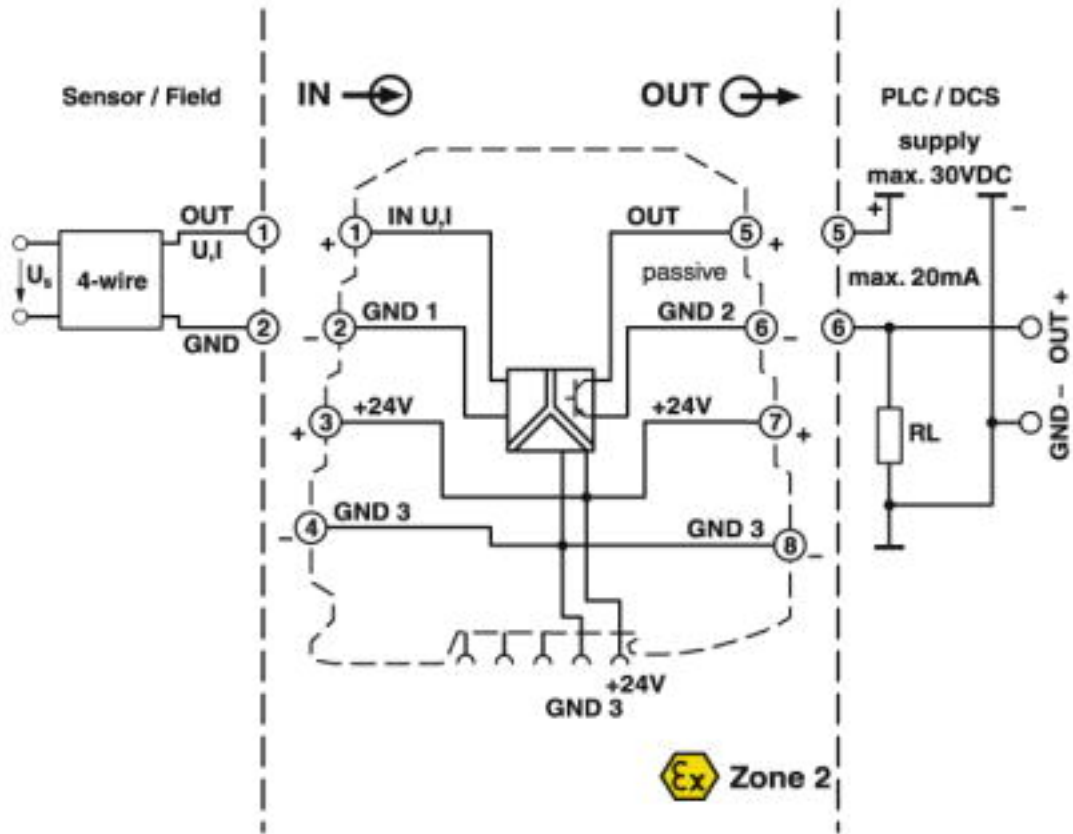 Sensor / Field
IN
OUT
PLC / DCS
supply
max. 30VDC
+
−
OUT
U,I
1
+
1
IN U,I
OUT
5
+
5
Us
4-wire
passive
max. 20mA
GND
2
−
2
GND 1
GND 2
6
−
6
OUT +
GND −
+
3
+24V
+24V
7
+
RL
−
4
GND 3
GND 3
8
−
+24V
GND 3
Ex
Zone 2